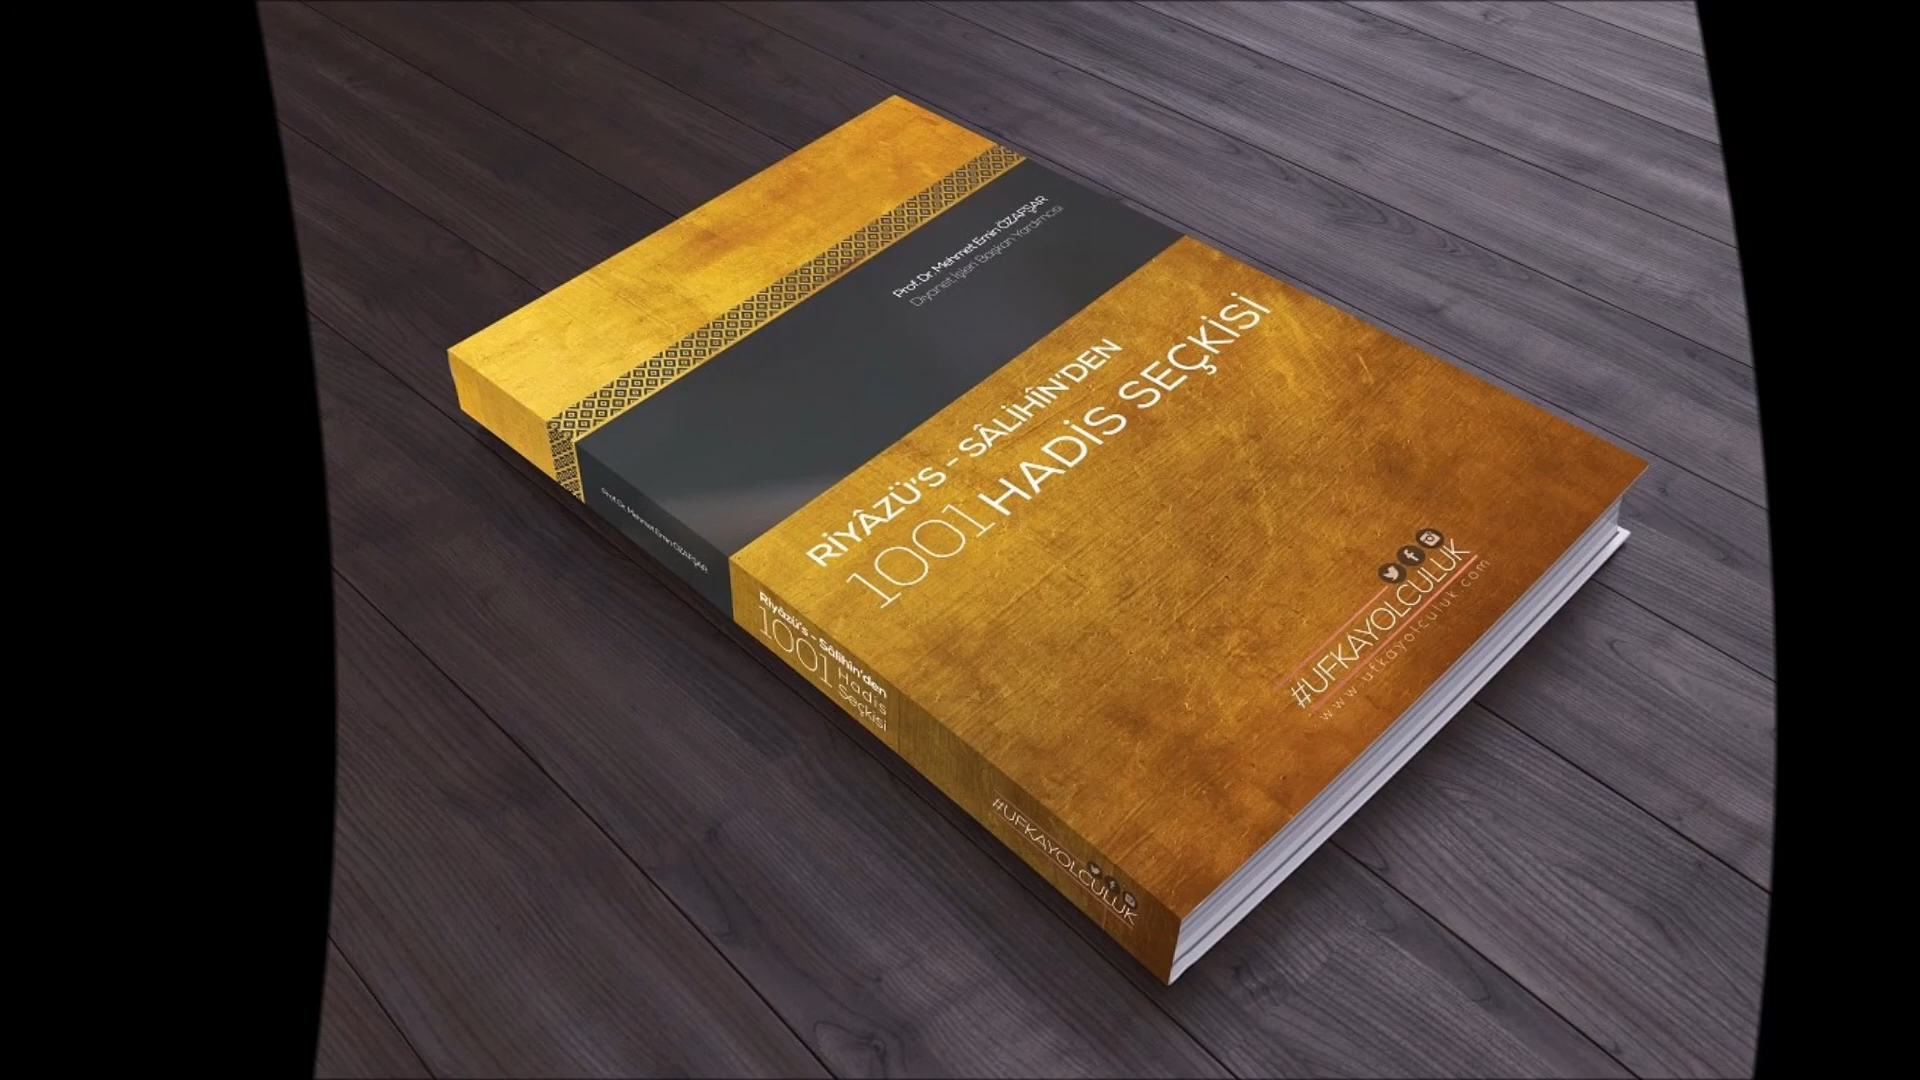 Prof. Dr. Mehmet Emin ÖZAFŞAR
Diyanet İşleri Başkan Yardımcısı
RİYÂZÜ'S - SÂLİHÎN'DEN
1001 HADİS SEÇKİSİ
#UFKAYOLCULUK
www.ufkayolculuk.com
Prof. Dr. Mehmet Emin ÖZAFŞAR
Riyâzü's - Sâlihîn'den
1001 Hadis
Seçkisi
#UFKAYOLCULUK